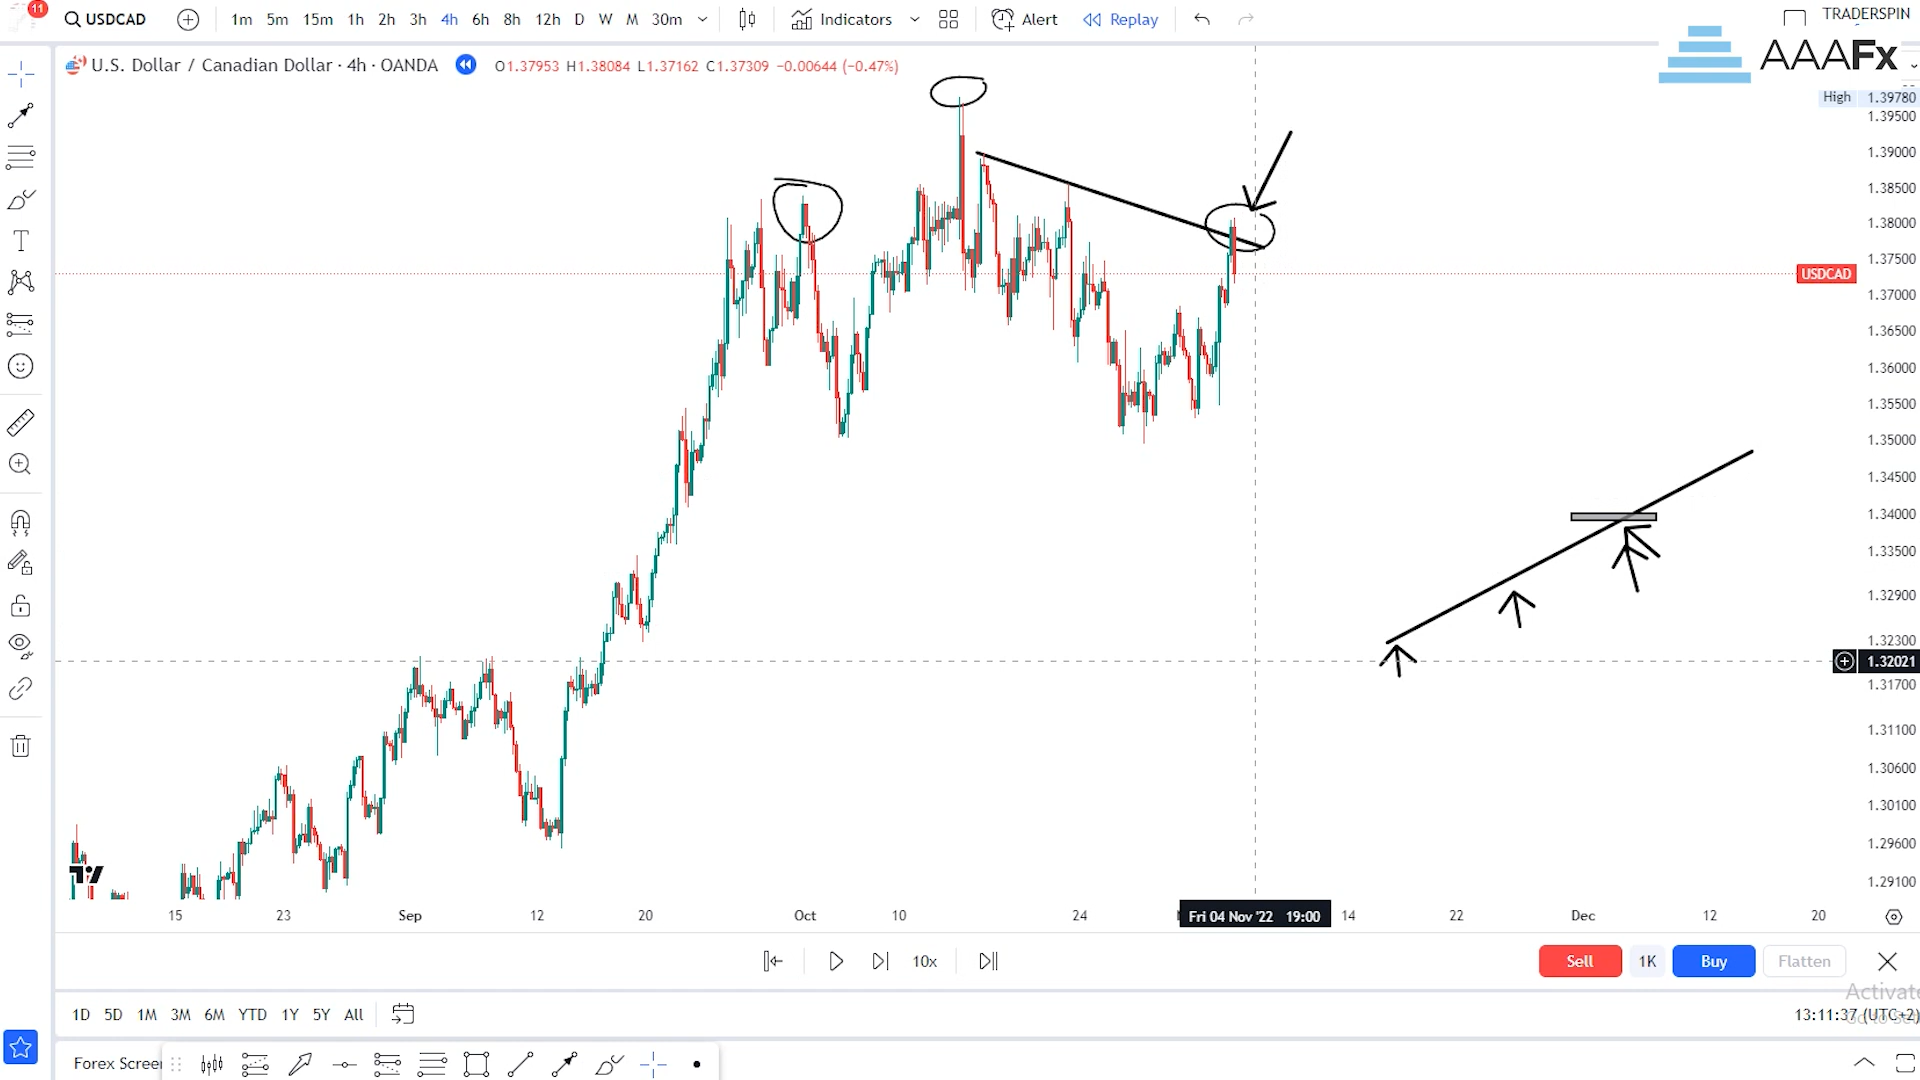 11
USDCAD 1m 5m 15m 1h 2h 3h 4h 6h 8h 12h D W M 30m Indicators Alert Replay
TRADERSPIN
AAAFx
U.S. Dollar / Canadian Dollar · 4h · OANDA O1.37953 H1.38084 L1.37162 C1.37309 −0.00644 (−0.47%)
High 1.39780
1.39500
1.39000
1.38500
1.38000
1.37500
USDCAD
1.37000
1.36500
1.36000
1.35500
1.35000
1.34500
1.34000
1.33500
1.32900
1.32300
1.32021
1.31700
1.31100
1.30600
1.30100
1.29600
1.29100
15 23 Sep 12 20 Oct 10 24 Fri 04 Nov '22 19:00 14 22 Dec 12 20
10x
Sell 1K Buy Flatten
Activate
1D 5D 1M 3M 6M YTD 1Y 5Y All
13:11:37 (UTC+2)
Forex Screen